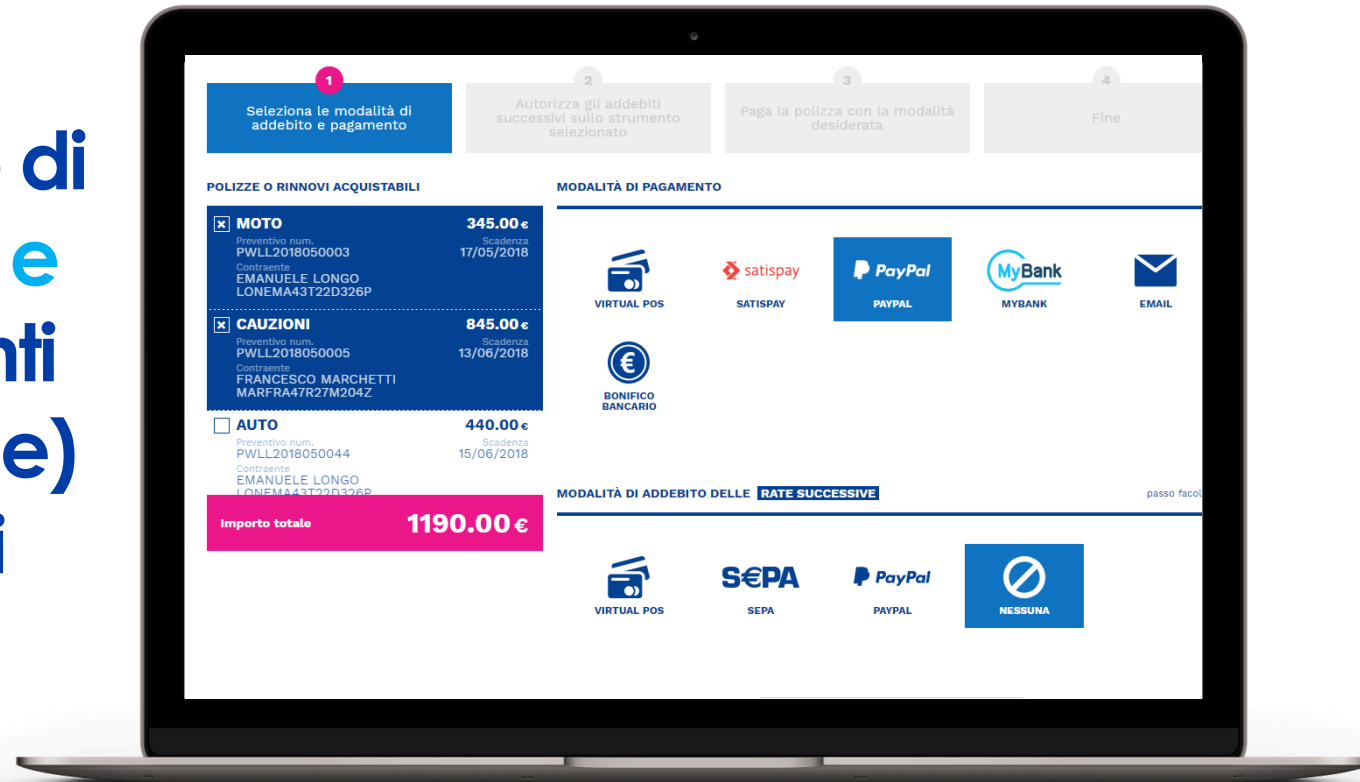 di
e
nti
e)
i
1
Seleziona le modalità di
addebito e pagamento
2
Autorizza gli addebiti
successivi sullo strumento
selezionato
3
Paga la polizza con la modalità
desiderata
4
Fine
POLIZZE O RINNOVI ACQUISTABILI
MOTO 345.00 €
Preventivo num. Scadenza
PWLL2018050003 17/05/2018
Contraente
EMANUELE LONGO
LONEMA43T22D326P
CAUZIONI 845.00 €
Preventivo num. Scadenza
PWLL2018050005 13/06/2018
Contraente
FRANCESCO MARCHETTI
MARFRA47R27M204Z
AUTO 440.00 €
Preventivo num. Scadenza
PWLL2018050044 15/06/2018
Contraente
EMANUELE LONGO
LONEMA43T22D326P
Importo totale 1190.00 €
MODALITÀ DI PAGAMENTO
satispay PayPal MyBank
VIRTUAL POS SATISPAY PAYPAL MYBANK EMAIL
€
BONIFICO
BANCARIO
MODALITÀ DI ADDEBITO DELLE RATE SUCCESSIVE passo facol
S€PA PayPal
VIRTUAL POS SEPA PAYPAL NESSUNA